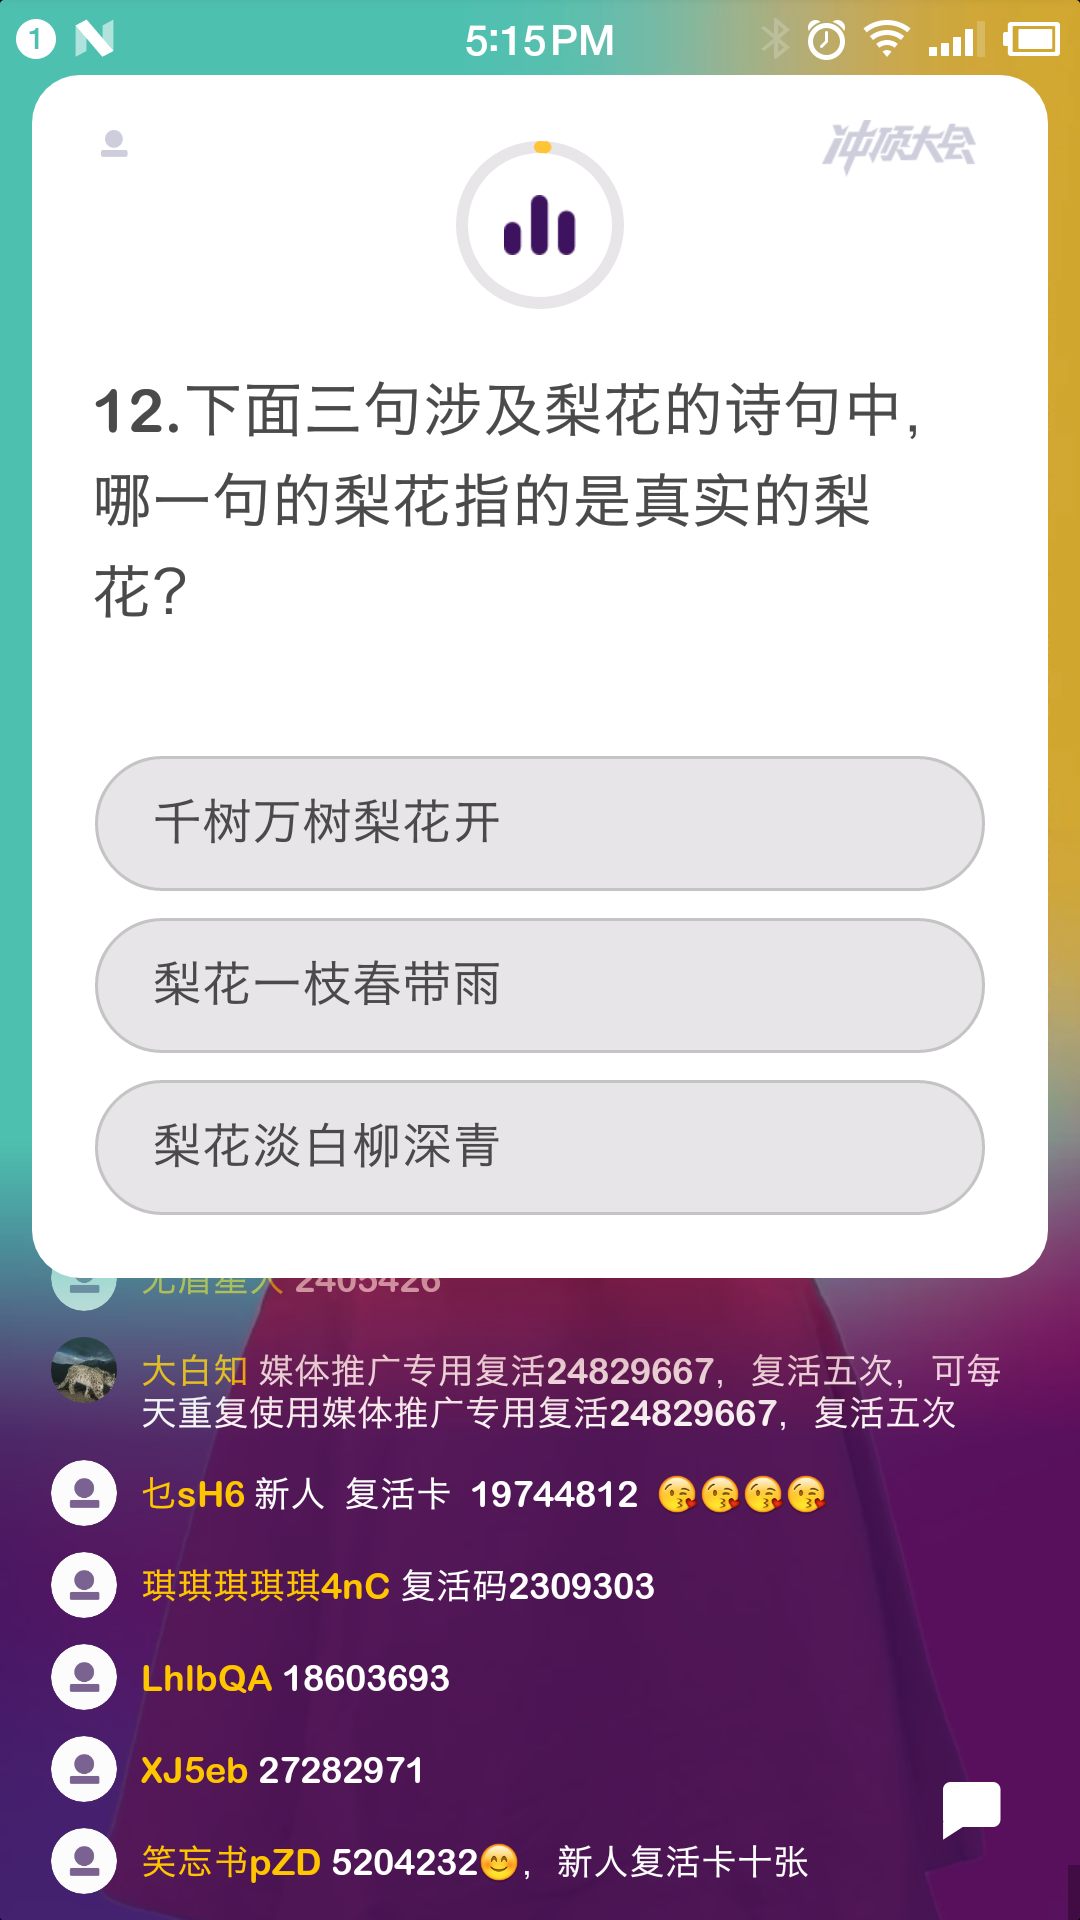 1
5:15PM
冲顶大会
12.下面三句涉及梨花的诗句中,
哪一句的梨花指的是真实的梨
花？
千树万树梨花开
梨花一枝春带雨
梨花淡白柳深青
2405426
大白知 媒体推广专用复活24829667，复活五次，可每
天重复使用媒体推广专用复活24829667，复活五次
乜sH6 新人 复活卡 19744812 😘😘😘😘
琪琪琪琪琪4nC 复活码2309303
LhlbQA 18603693
XJ5eb 27282971
笑忘书pZD 5204232😊，新人复活卡十张